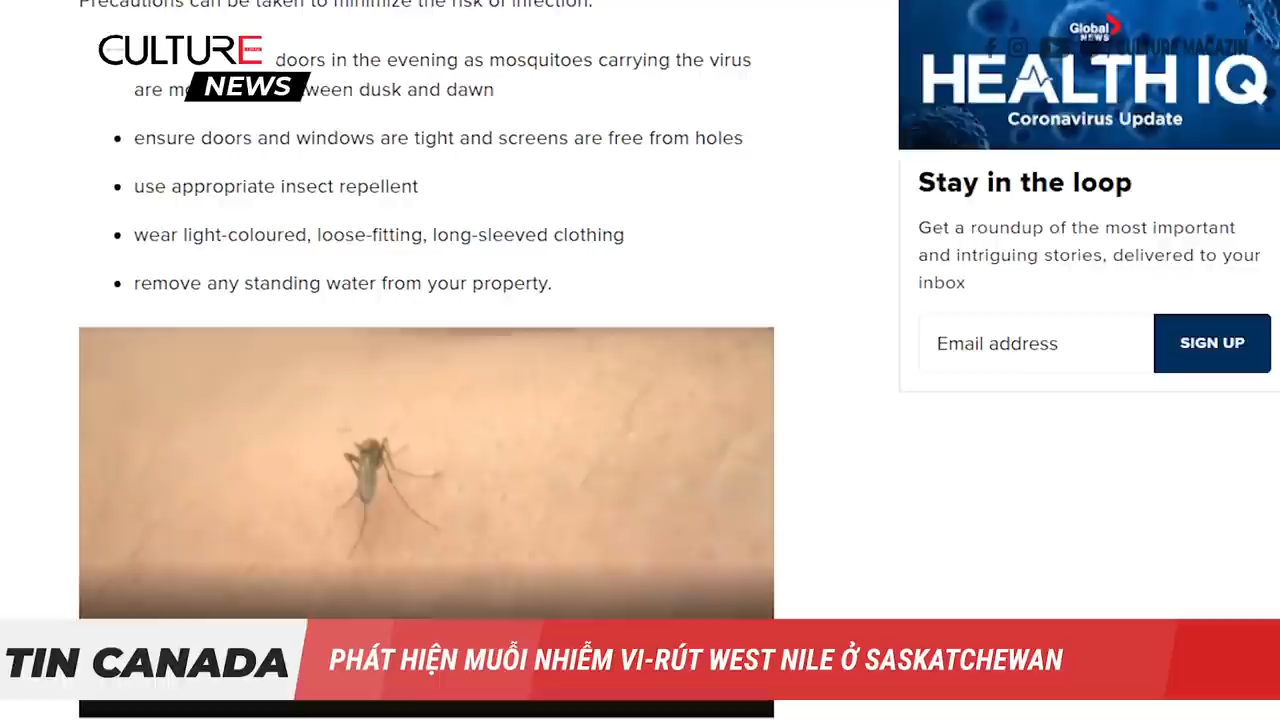 Precautions can be taken to minimize the risk of infection.
CULTURE
NEWS
doors in the evening as mosquitoes carrying the virus
are ween dusk and dawn
ensure doors and windows are tight and screens are free from holes
use appropriate insect repellent
wear light-coloured, loose-fitting, long-sleeved clothing
remove any standing water from your property.
Global
NEWS
CULTURE MAGAZIN
HEALTH IQ
Coronavirus Update
Stay in the loop
Get a roundup of the most important
and intriguing stories, delivered to your
inbox
Email address
SIGN UP
TIN CANADA
PHÁT HIỆN MUỖI NHIỄM VI-RÚT WEST NILE Ở SASKATCHEWAN